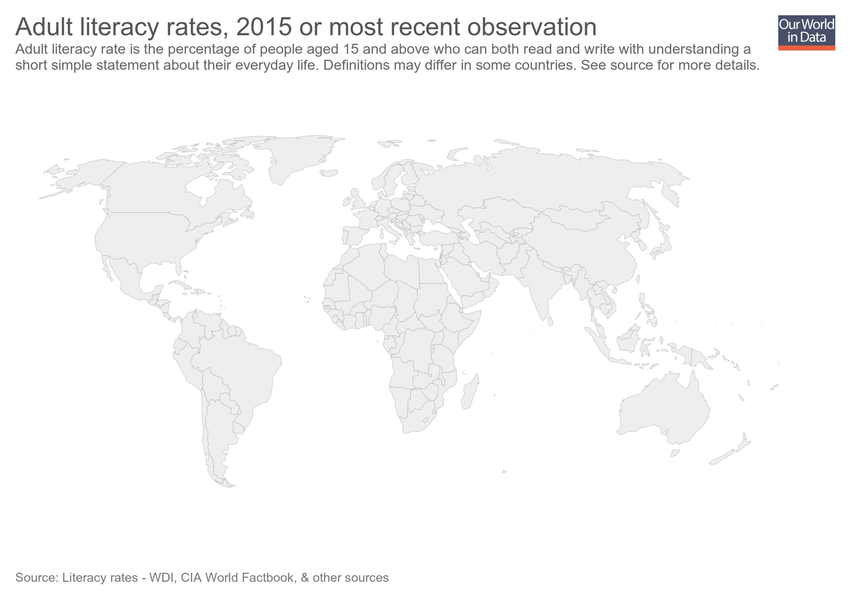 Adult literacy rates, 2015 or most recent observation
Our World
in Data
Adult literacy rate is the percentage of people aged 15 and above who can both read and write with understanding a
short simple statement about their everyday life. Definitions may differ in some countries. See source for more details.
Source: Literacy rates - WDI, CIA World Factbook, & other sources